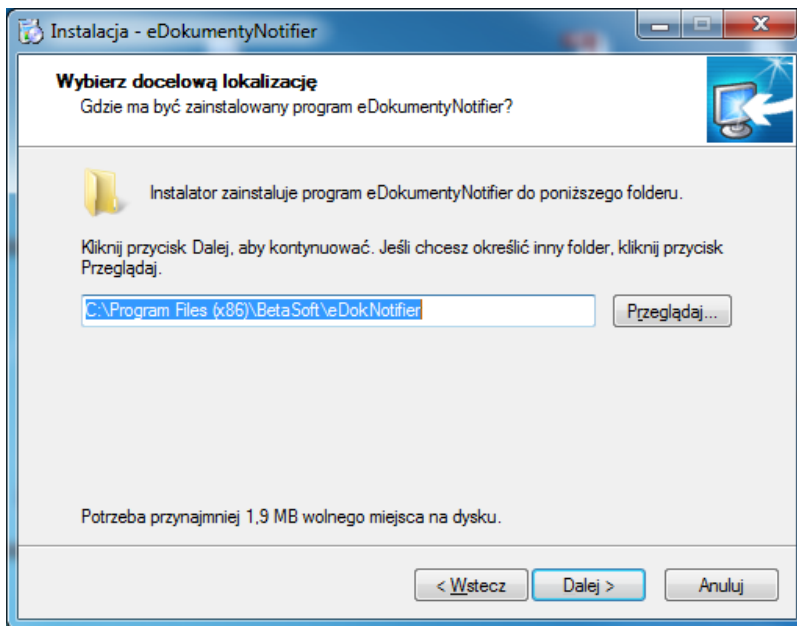 Instalacja - eDokumentyNotifier
Wybierz docelową lokalizację
Gdzie ma być zainstalowany program eDokumentyNotifier?
Instalator zainstaluje program eDokumentyNotifier do poniższego folderu.
Kliknij przycisk Dalej, aby kontynuować. Jeśli chcesz określić inny folder, kliknij przycisk
Przeglądaj.
C:\Program Files (x86)\BetaSoft\eDokNotifier
Przeglądaj...
Potrzeba przynajmniej 1,9 MB wolnego miejsca na dysku.
< Wstecz
Dalej >
Anuluj